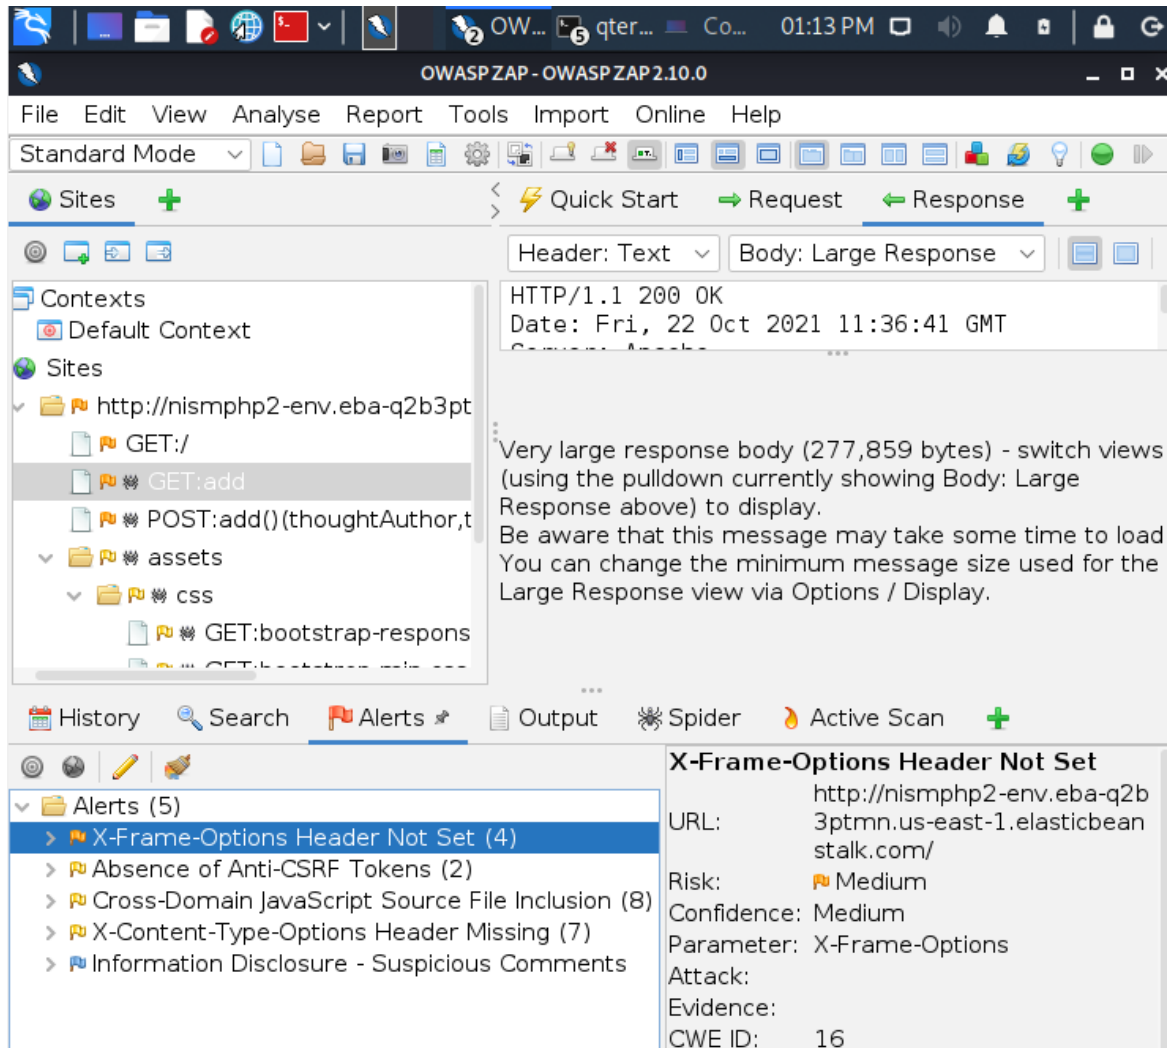 OW... qter... Co... 01:13 PM
OWASP ZAP - OWASP ZAP 2.10.0
File Edit View Analyse Report Tools Import Online Help
Standard Mode
Sites
Quick Start Request Response
Header: Text Body: Large Response
HTTP/1.1 200 OK
Date: Fri, 22 Oct 2021 11:36:41 GMT
Contexts
Default Context
Sites
http://nismphp2-env.eba-q2b3pt
GET:/
GET:add
POST:add()(thoughtAuthor,t
assets
css
GET:bootstrap-respons
Very large response body (277,859 bytes) - switch views
(using the pulldown currently showing Body: Large
Response above) to display.
Be aware that this message may take some time to load
You can change the minimum message size used for the
Large Response view via Options / Display.
History Search Alerts Output Spider Active Scan
Alerts (5)
X-Frame-Options Header Not Set (4)
Absence of Anti-CSRF Tokens (2)
Cross-Domain JavaScript Source File Inclusion (8)
X-Content-Type-Options Header Missing (7)
Information Disclosure - Suspicious Comments
X-Frame-Options Header Not Set
URL: http://nismphp2-env.eba-q2b
3ptmn.us-east-1.elasticbean
stalk.com/
Risk: Medium
Confidence: Medium
Parameter: X-Frame-Options
Attack:
Evidence:
CWE ID: 16